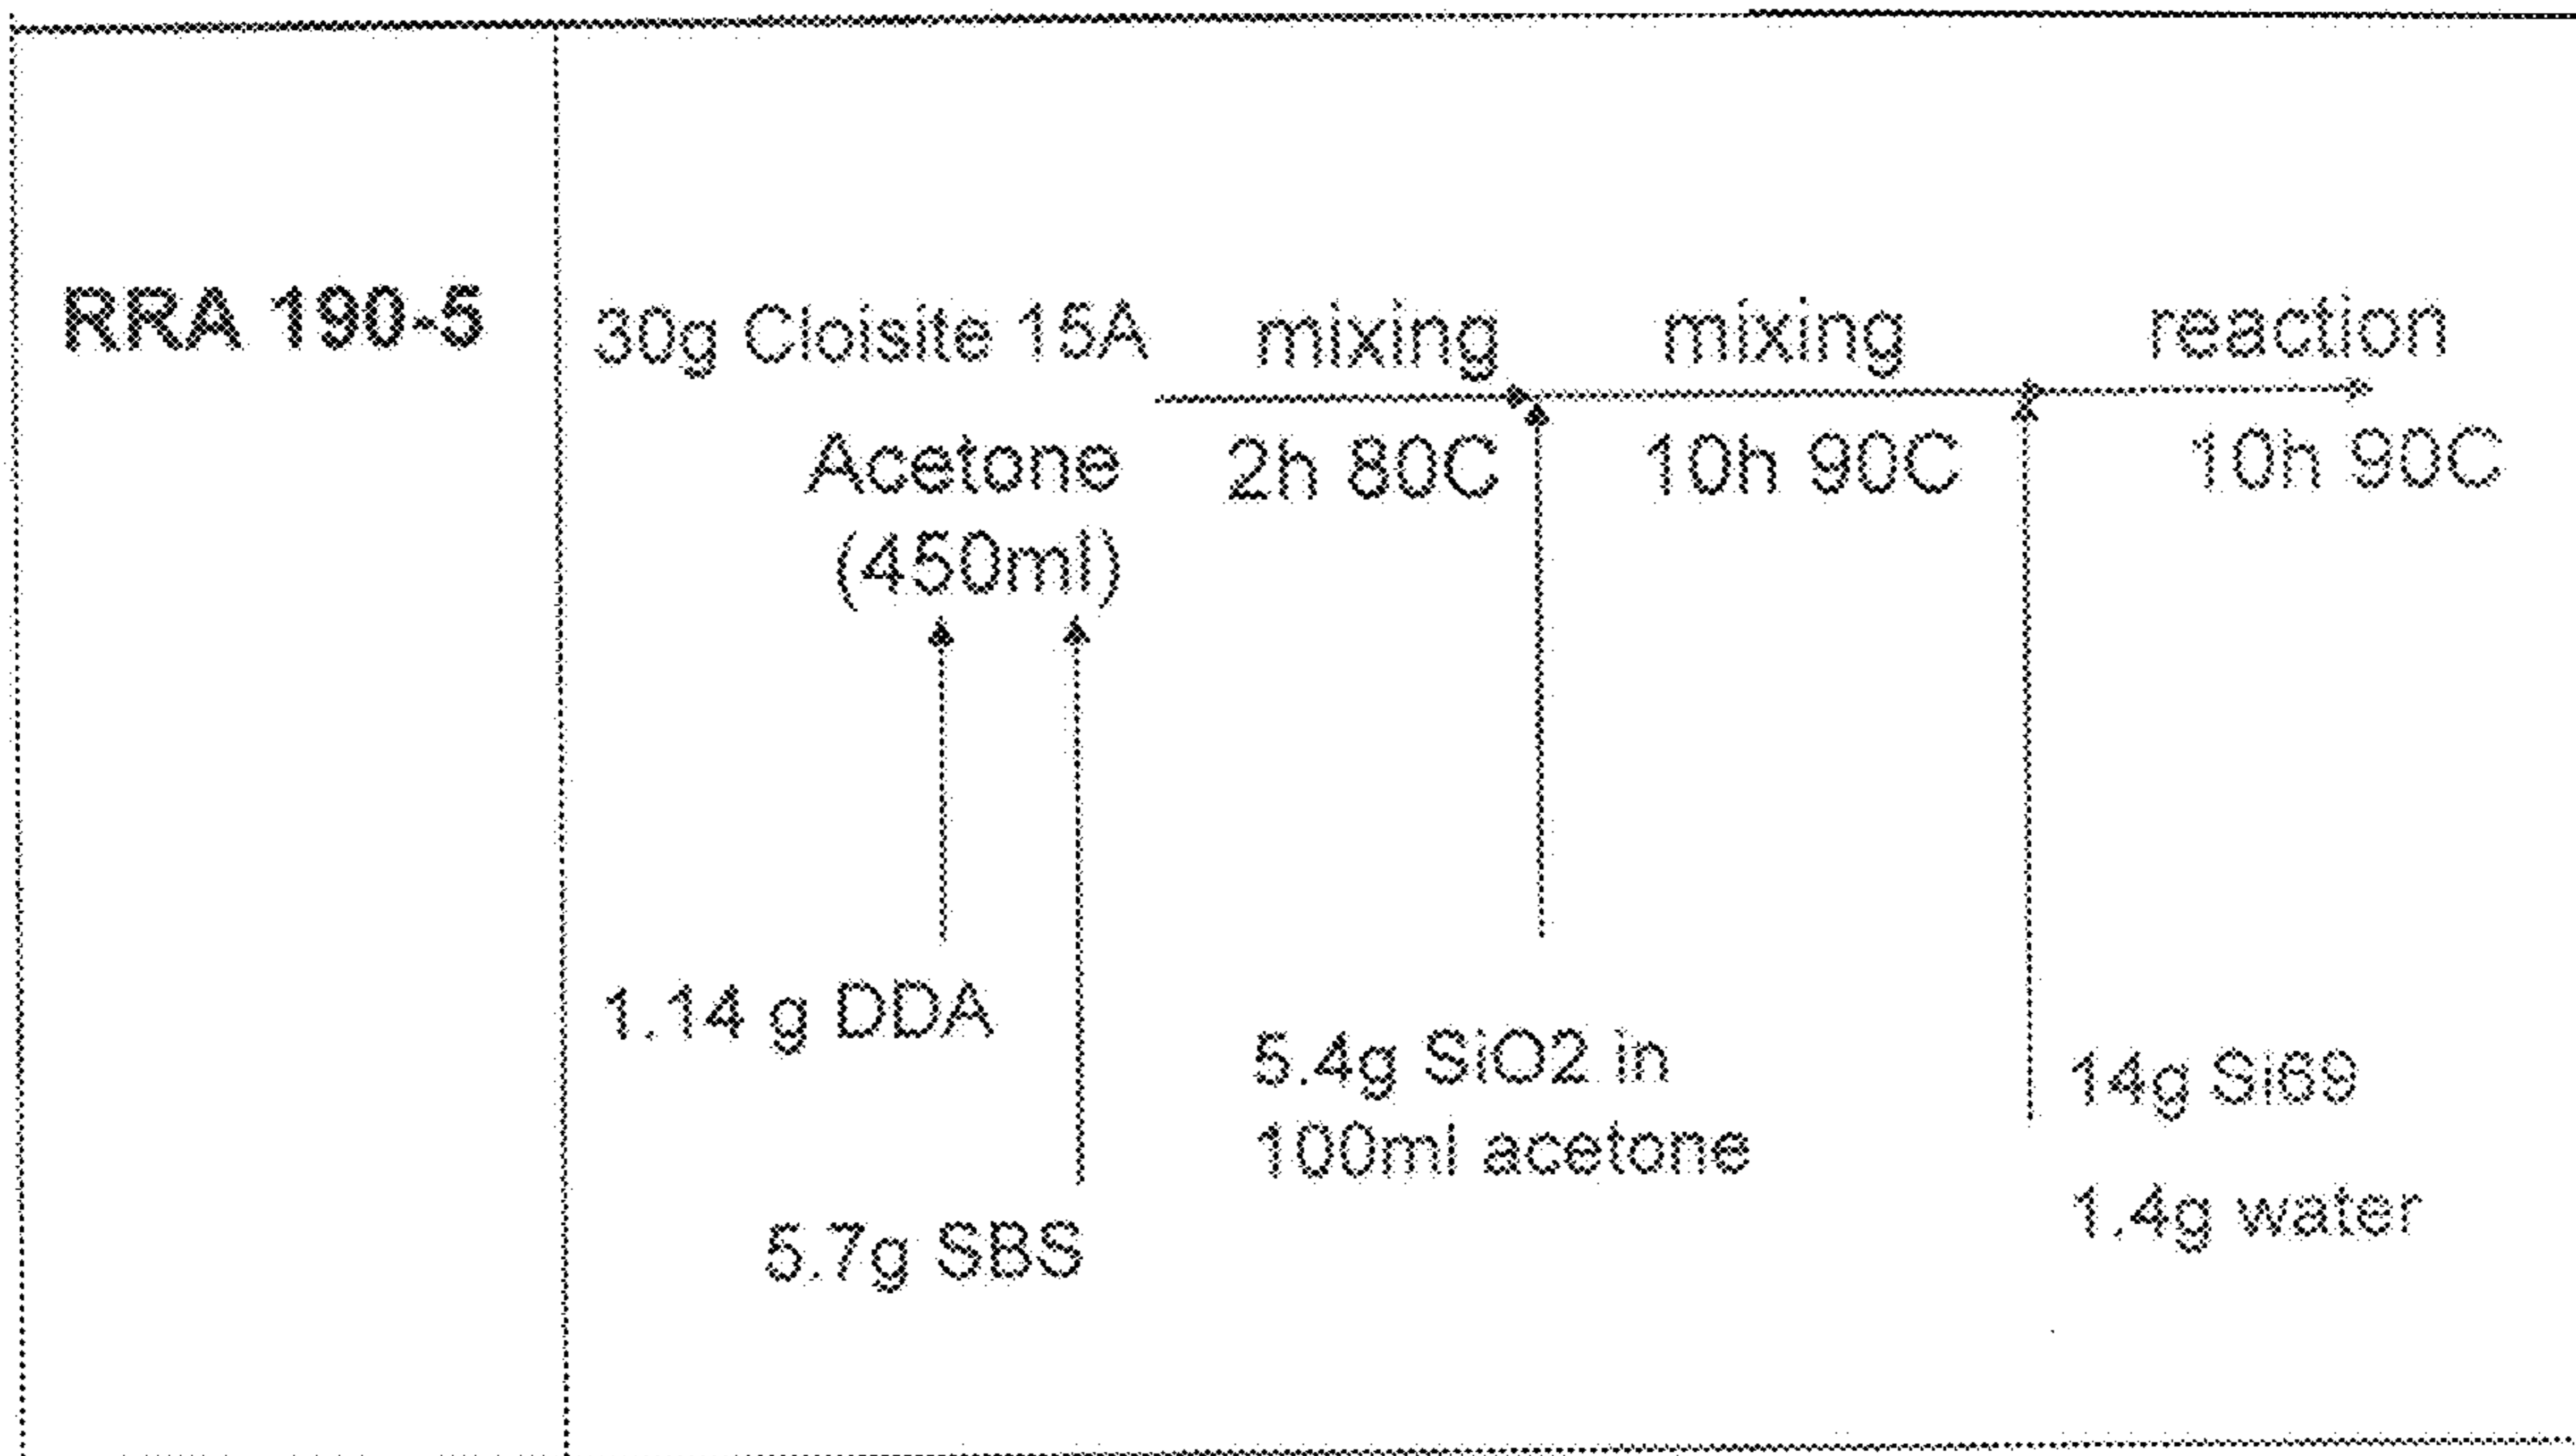 RRA 190-5
30g Cloisite 15A
mixing
mixing
reaction
Acetone
(450ml)
2h 80C
10h 90C
10h 90C
1.14 g DDA
5.7g SBS
5.4g SiO2 in
100ml acetone
14g Si69
1.4g water